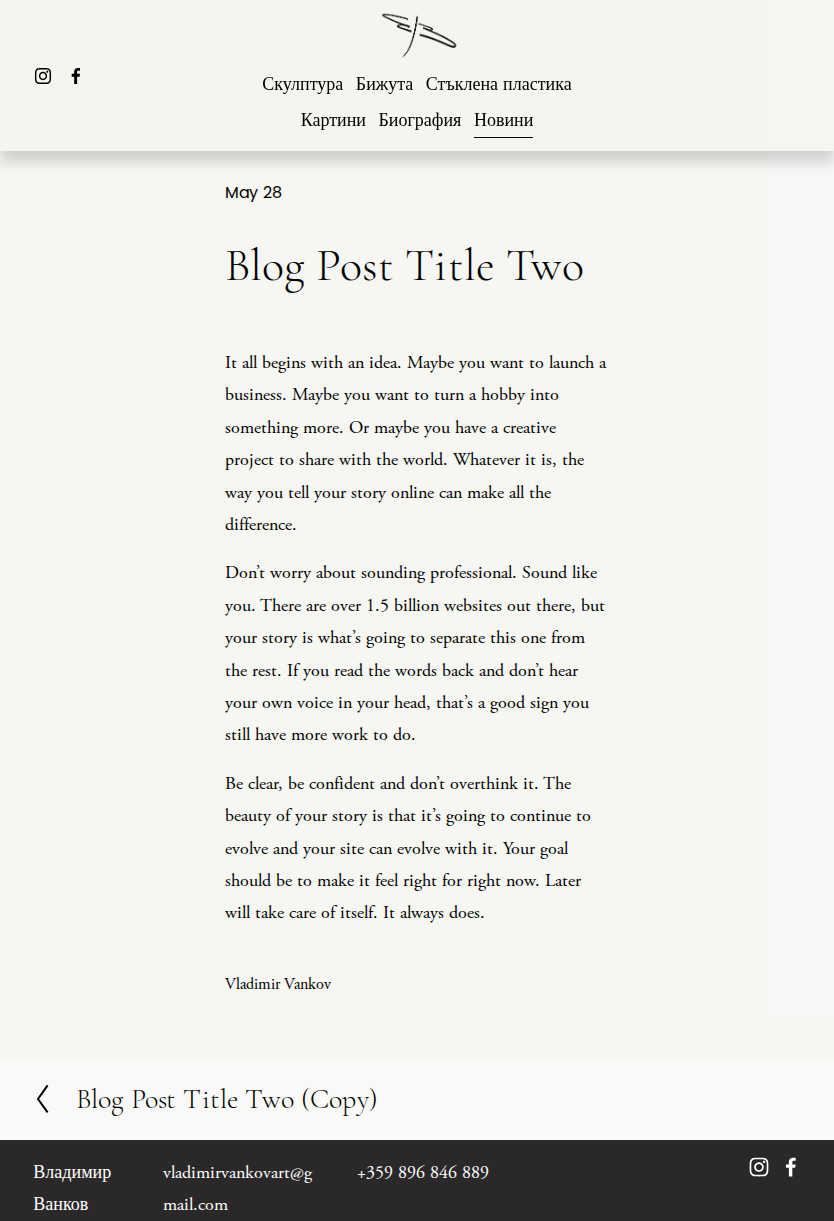 Скулптура Бижута Стъклена пластика
Картини Биография Новини
May 28
Blog Post Title Two
It all begins with an idea. Maybe you want to launch a
business. Maybe you want to turn a hobby into
something more. Or maybe you have a creative
project to share with the world. Whatever it is, the
way you tell your story online can make all the
difference.
Don’t worry about sounding professional. Sound like
you. There are over 1.5 billion websites out there, but
your story is what’s going to separate this one from
the rest. If you read the words back and don’t hear
your own voice in your head, that’s a good sign you
still have more work to do.
Be clear, be confident and don’t overthink it. The
beauty of your story is that it’s going to continue to
evolve and your site can evolve with it. Your goal
should be to make it feel right for right now. Later
will take care of itself. It always does.
Vladimir Vankov
Blog Post Title Two (Copy)
Владимир
Ванков
vladimirvankovart@g
mail.com
+359 896 846 889